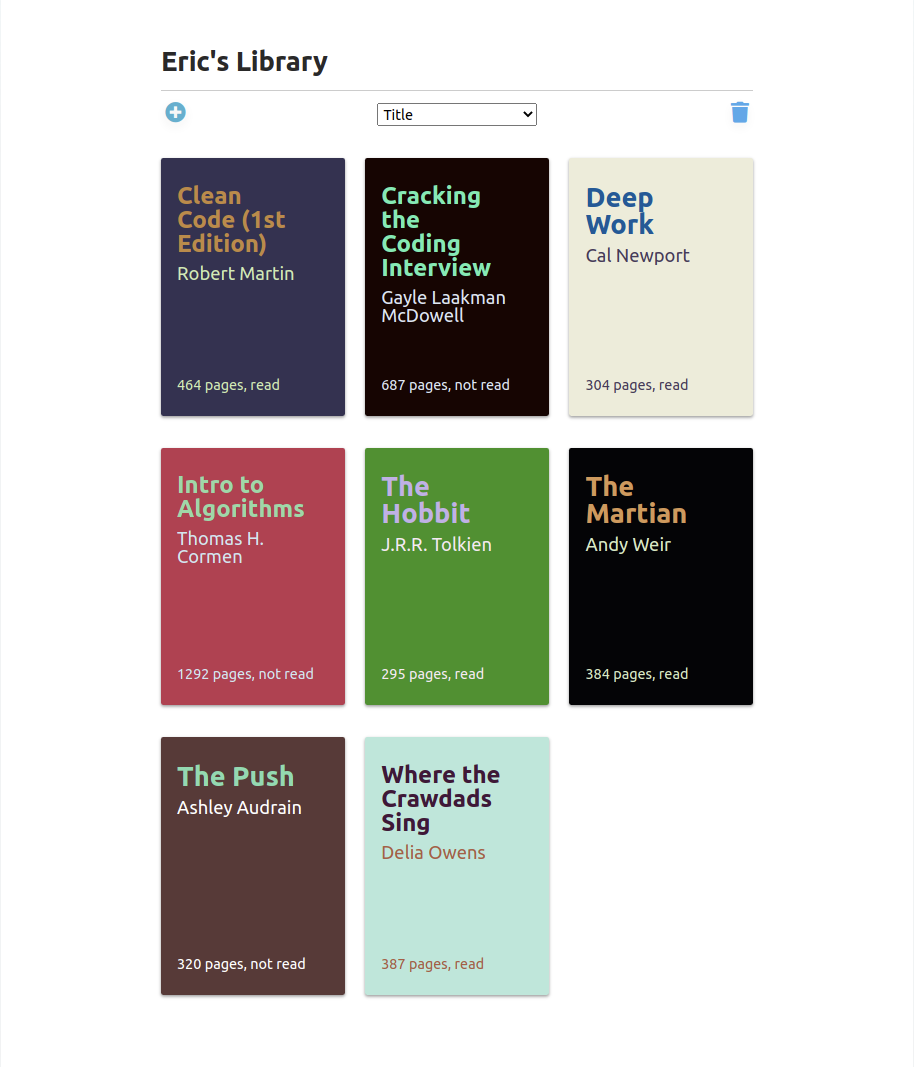 Eric's Library
Title
Clean
Code (1st
Edition)
Robert Martin
464 pages, read
Cracking
the
Coding
Interview
Gayle Laakman
McDowell
687 pages, not read
Deep
Work
Cal Newport
304 pages, read
Intro to
Algorithms
Thomas H.
Cormen
1292 pages, not read
The
Hobbit
J.R.R. Tolkien
295 pages, read
The
Martian
Andy Weir
384 pages, read
The Push
Ashley Audrain
320 pages, not read
Where the
Crawdads
Sing
Delia Owens
387 pages, read